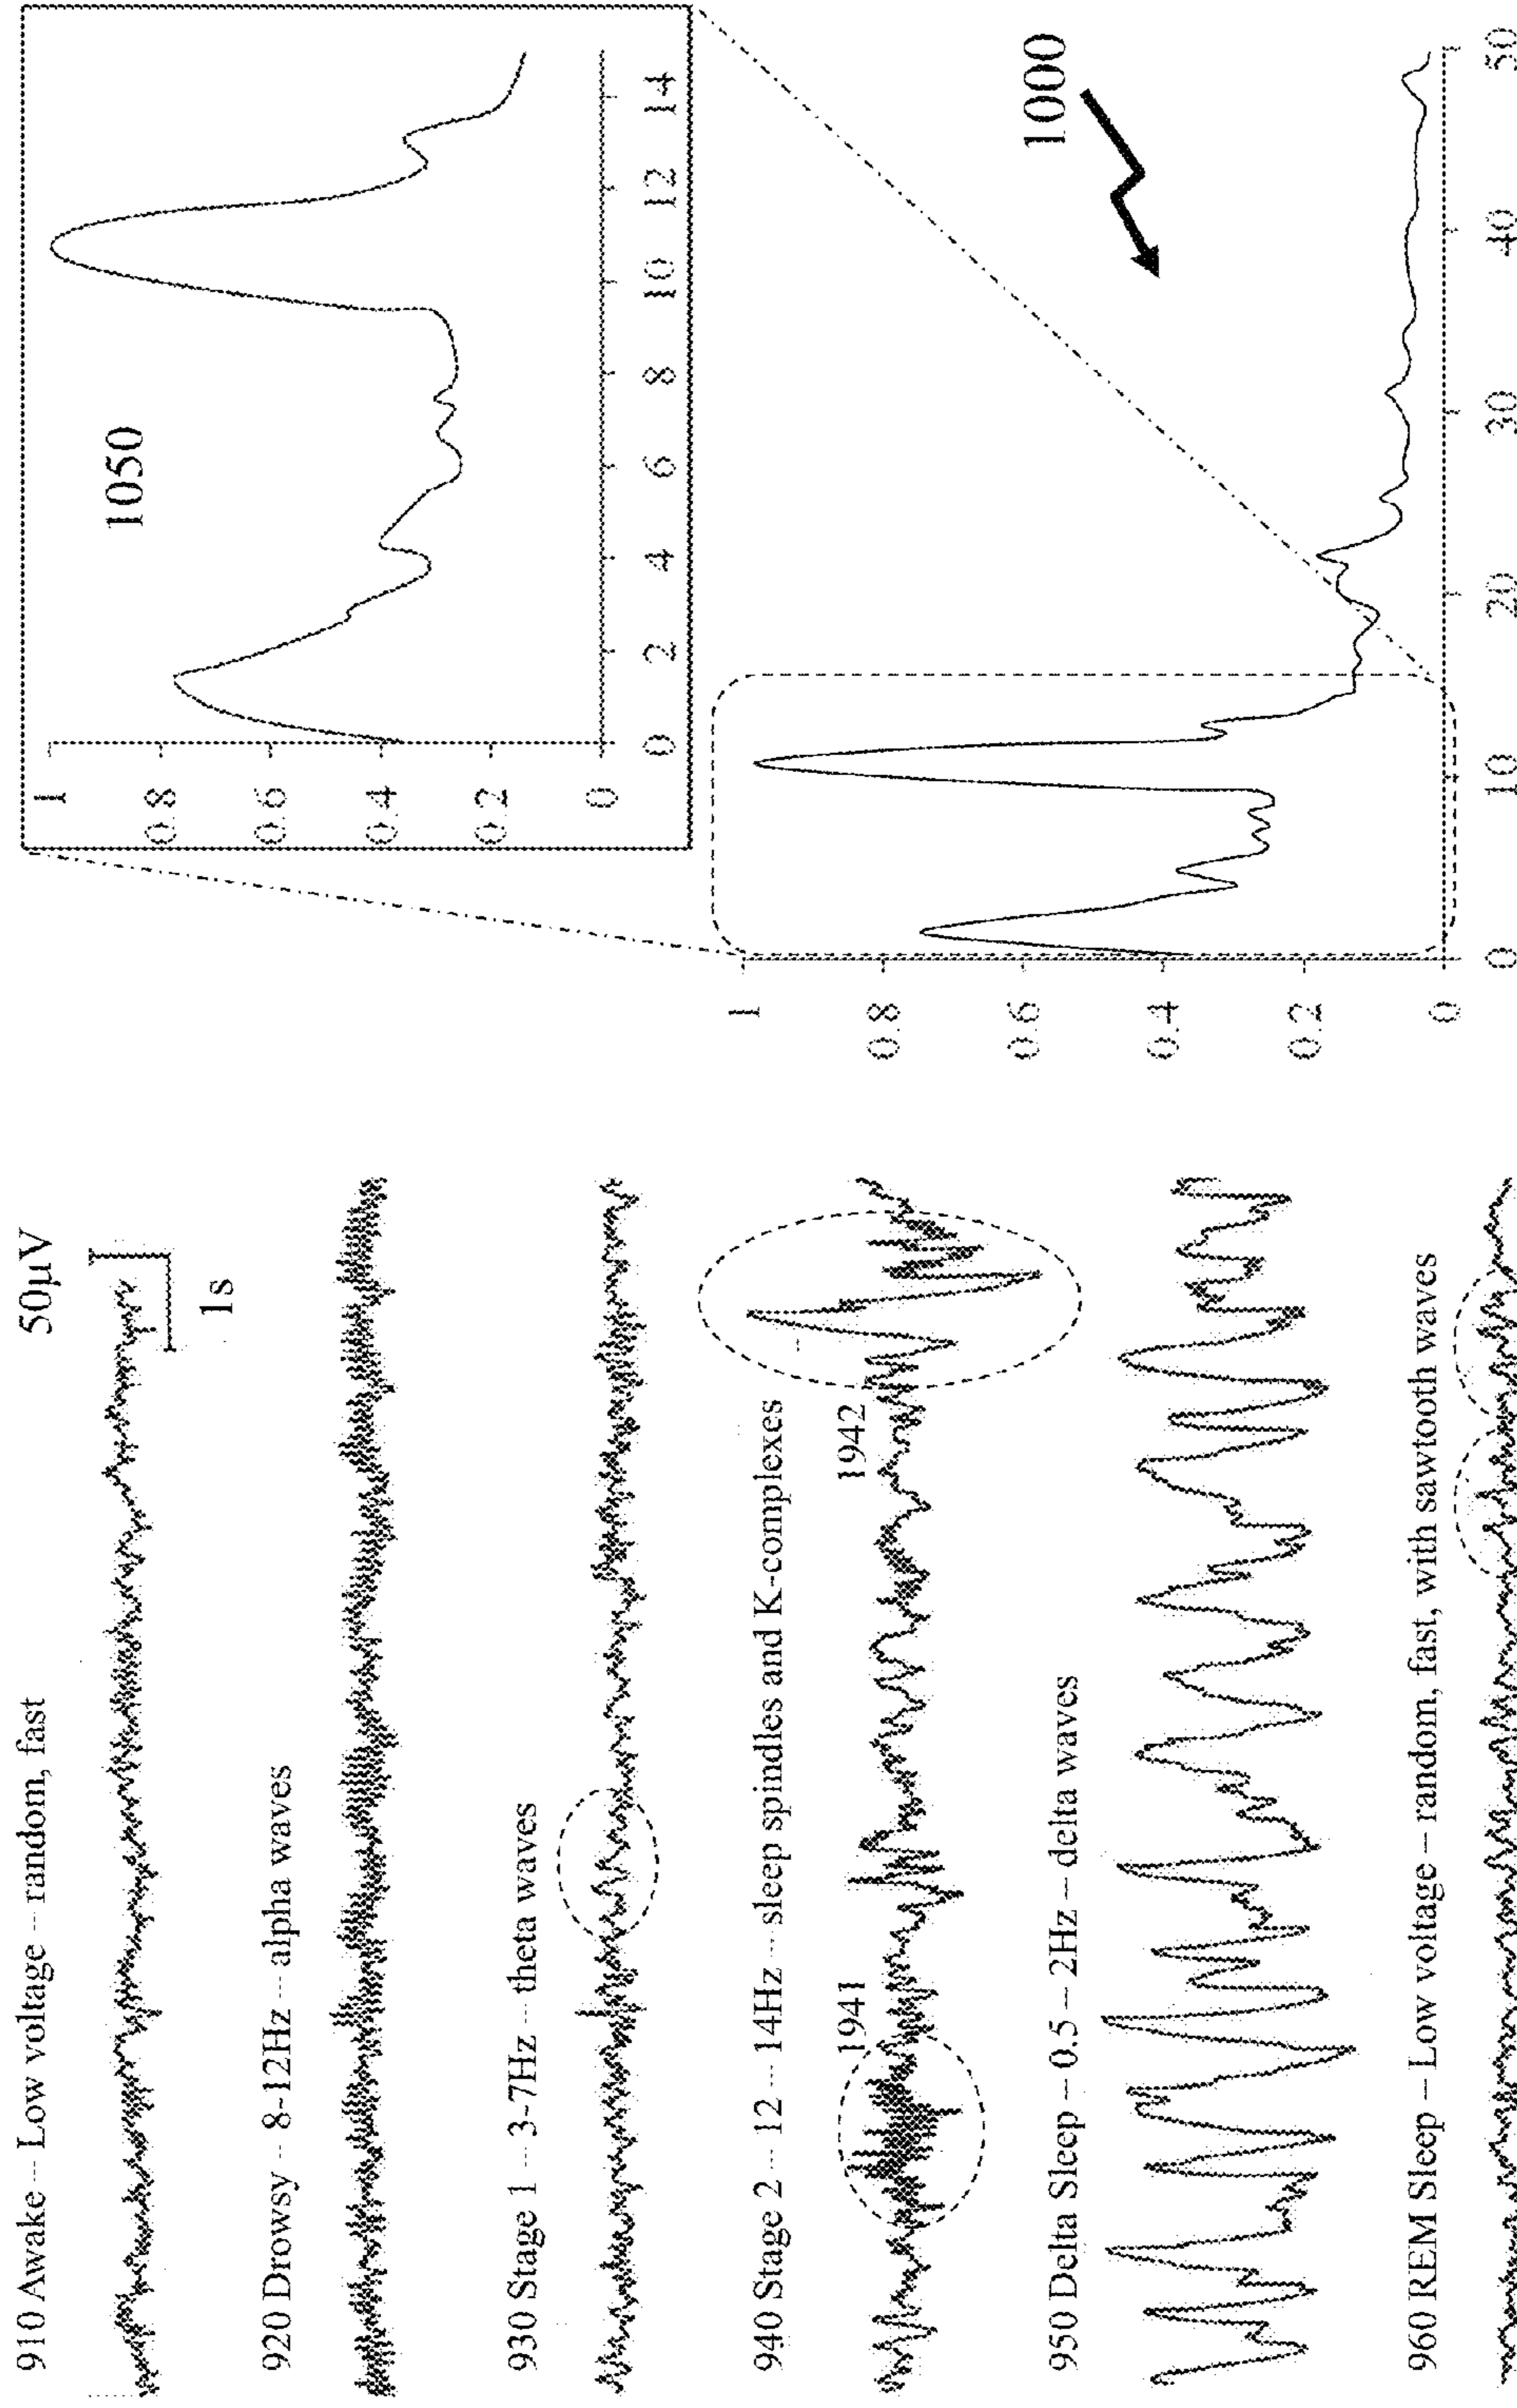 910 Awake – Low voltage – random, fast
50μV
1s
920 Drowsy – 8-12Hz – alpha waves
930 Stage 1 – 3-7Hz – theta waves
940 Stage 2 – 12 – 14Hz – sleep spindles and K-complexes
1941
1942
950 Delta Sleep – 0.5 – 2Hz – delta waves
960 REM Sleep – Low voltage – random, fast, with sawtooth waves
1
0.8
0.6
0.4
0.2
0
0 2 4 6 8 10 12 14
1050
1000
1
0.8
0.6
0.4
0.2
0
0 10 20 30 40 50